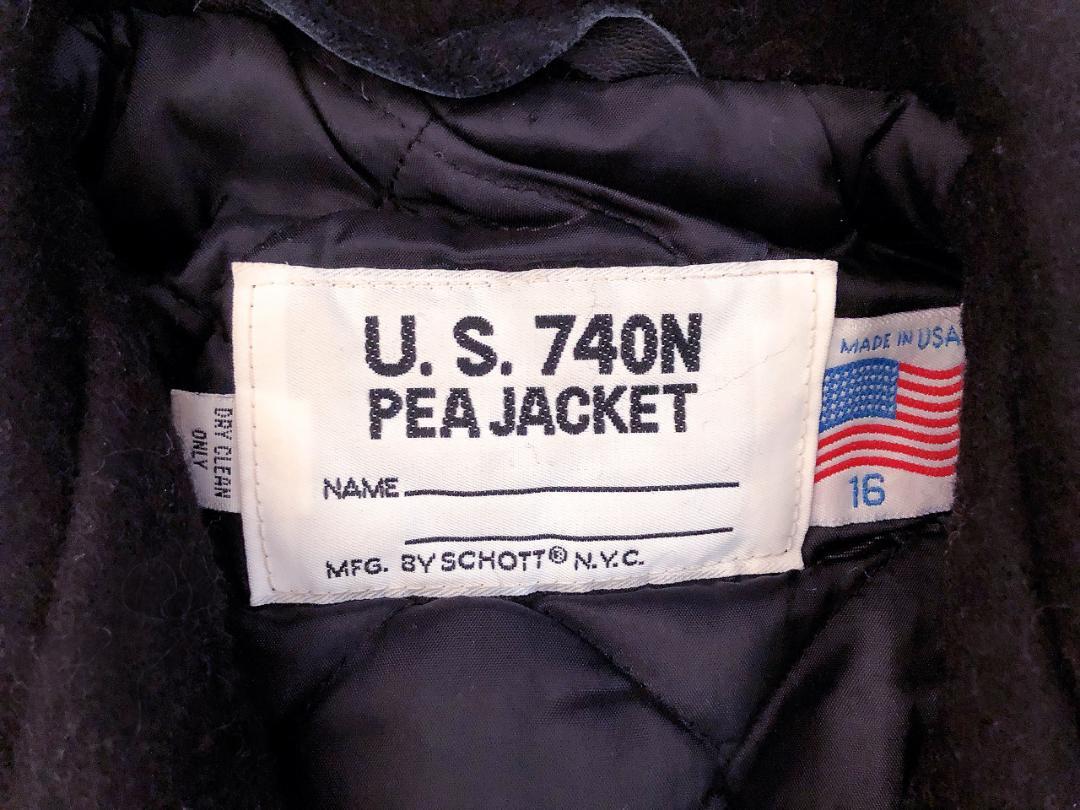 U. S. 740N
PEA JACKET
NAME
MFG. BY SCHOTT® N.Y.C.
DRY CLEAN
ONLY
MADE IN USA
16